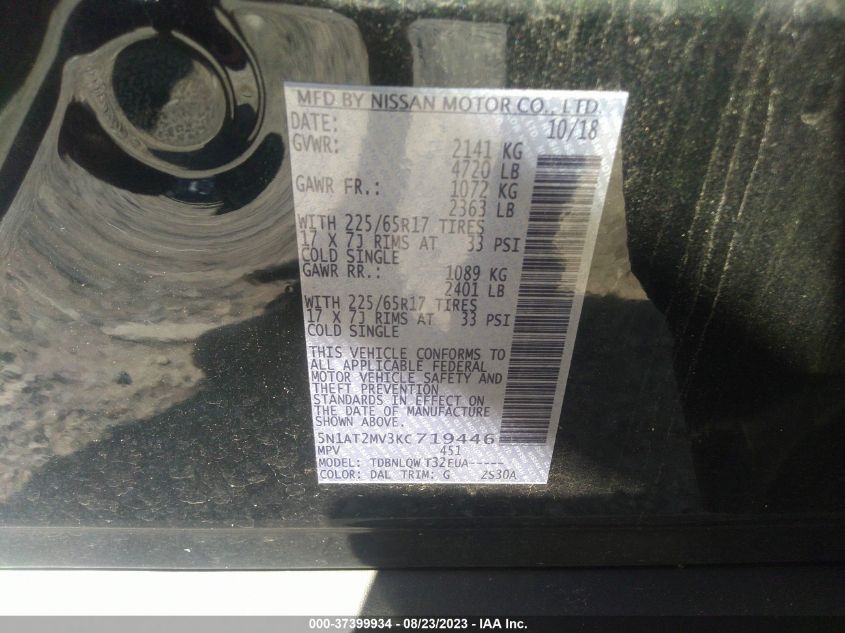 MFD BY NISSAN MOTOR CO., LTD.
DATE: 10/18
GVWR: 2141 KG
4720 LB
GAWR FR.: 1072 KG
2363 LB
WITH 225/65R17 TIRES
17 X 7J RIMS AT 33 PSI
COLD SINGLE
GAWR RR.: 1089 KG
2401 LB
WITH 225/65R17 TIRES
17 X 7J RIMS AT 33 PSI
COLD SINGLE
THIS VEHICLE CONFORMS TO
ALL APPLICABLE FEDERAL
MOTOR VEHICLE SAFETY AND
THEFT PREVENTION
STANDARDS IN EFFECT ON
THE DATE OF MANUFACTURE
SHOWN ABOVE.
5N1AT2MV3KC 719446
MPV 451
MODEL: TDBNLQW T32EUA-----
COLOR: DAL TRIM: G 2S30A
000-37399934 - 08/23/2023 - IAA Inc.